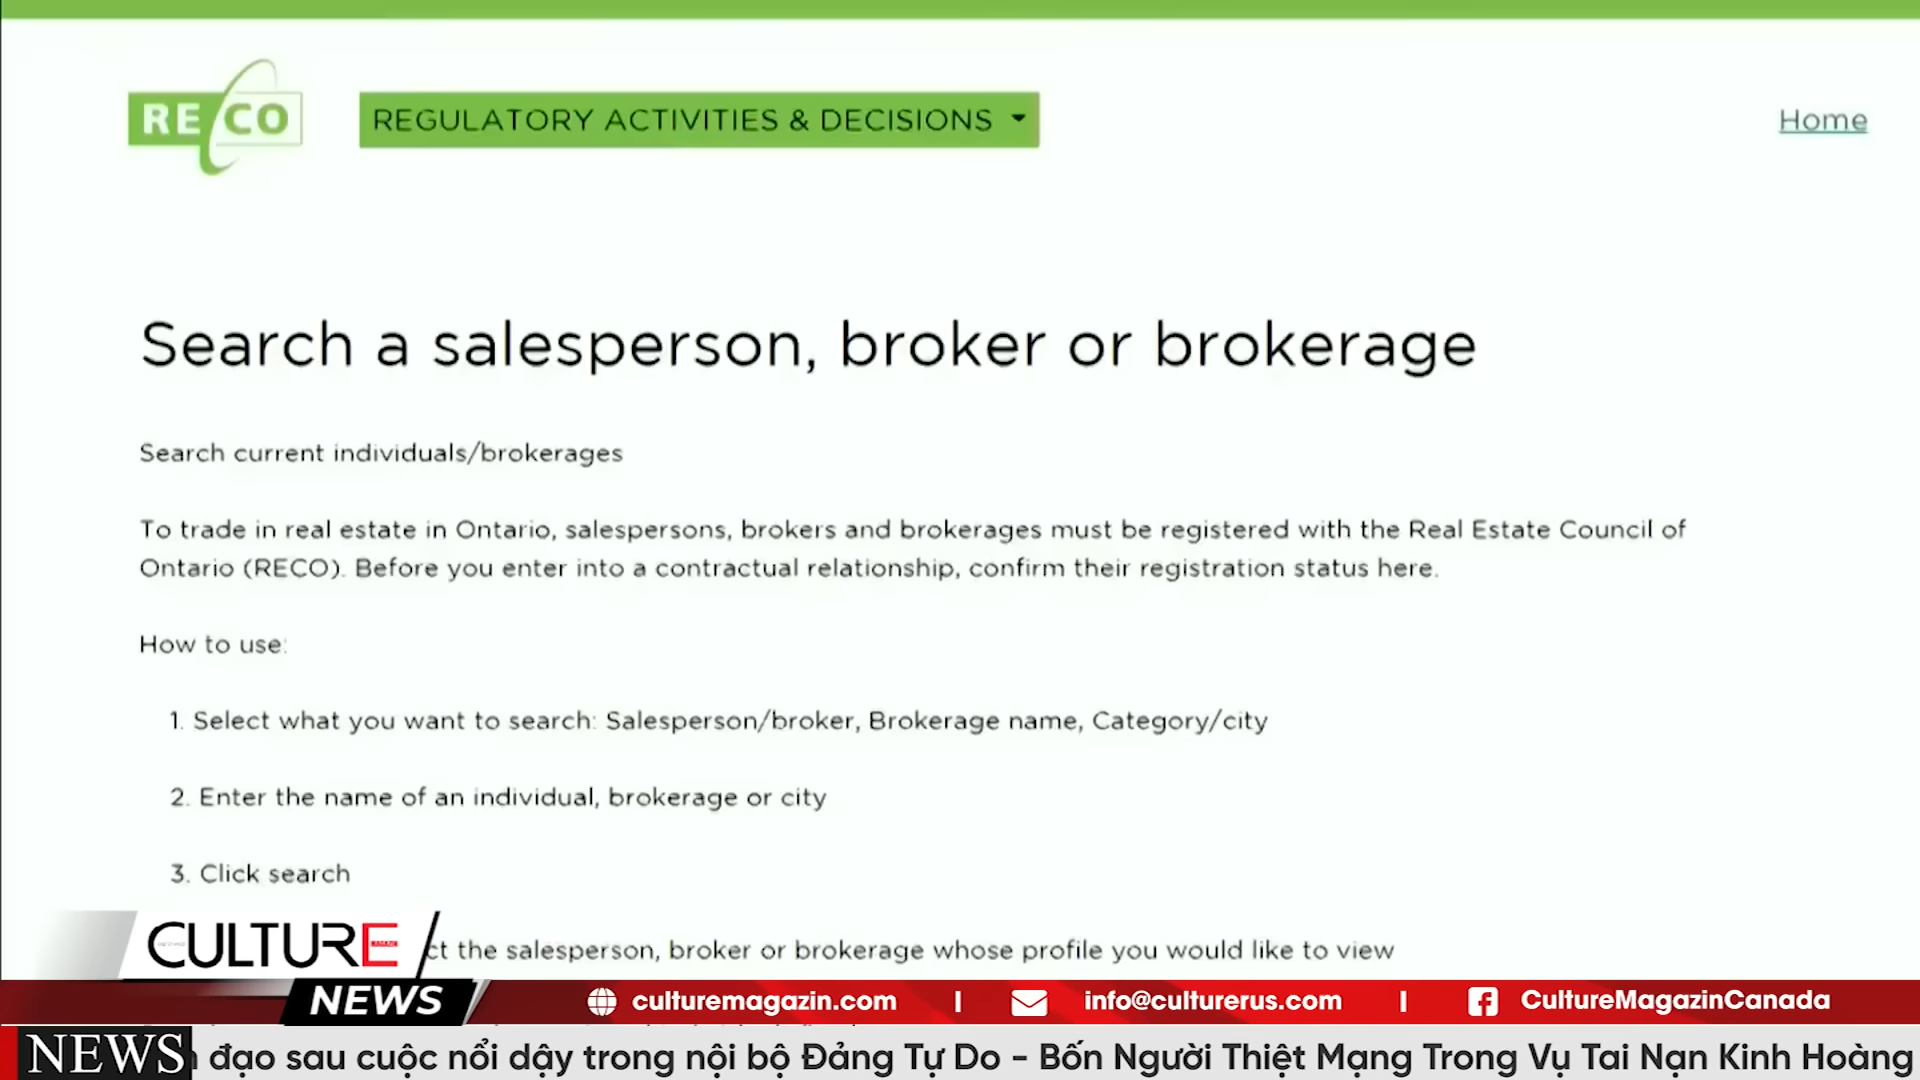 RECO
REGULATORY ACTIVITIES & DECISIONS
Home
Search a salesperson, broker or brokerage
Search current individuals/brokerages
To trade in real estate in Ontario, salespersons, brokers and brokerages must be registered with the Real Estate Council of
Ontario (RECO). Before you enter into a contractual relationship, confirm their registration status here.
How to use:
1. Select what you want to search: Salesperson/broker, Brokerage name, Category/city
2. Enter the name of an individual, brokerage or city
3. Click search
the salesperson, broker or brokerage whose profile you would like to view
CULTURE
NEWS
culturemagazin.com | info@culturerus.com | CultureMagazinCanada
NEWS
đạo sau cuộc nổi dậy trong nội bộ Đảng Tự Do - Bốn Người Thiệt Mạng Trong Vụ Tai Nạn Kinh Hoàng